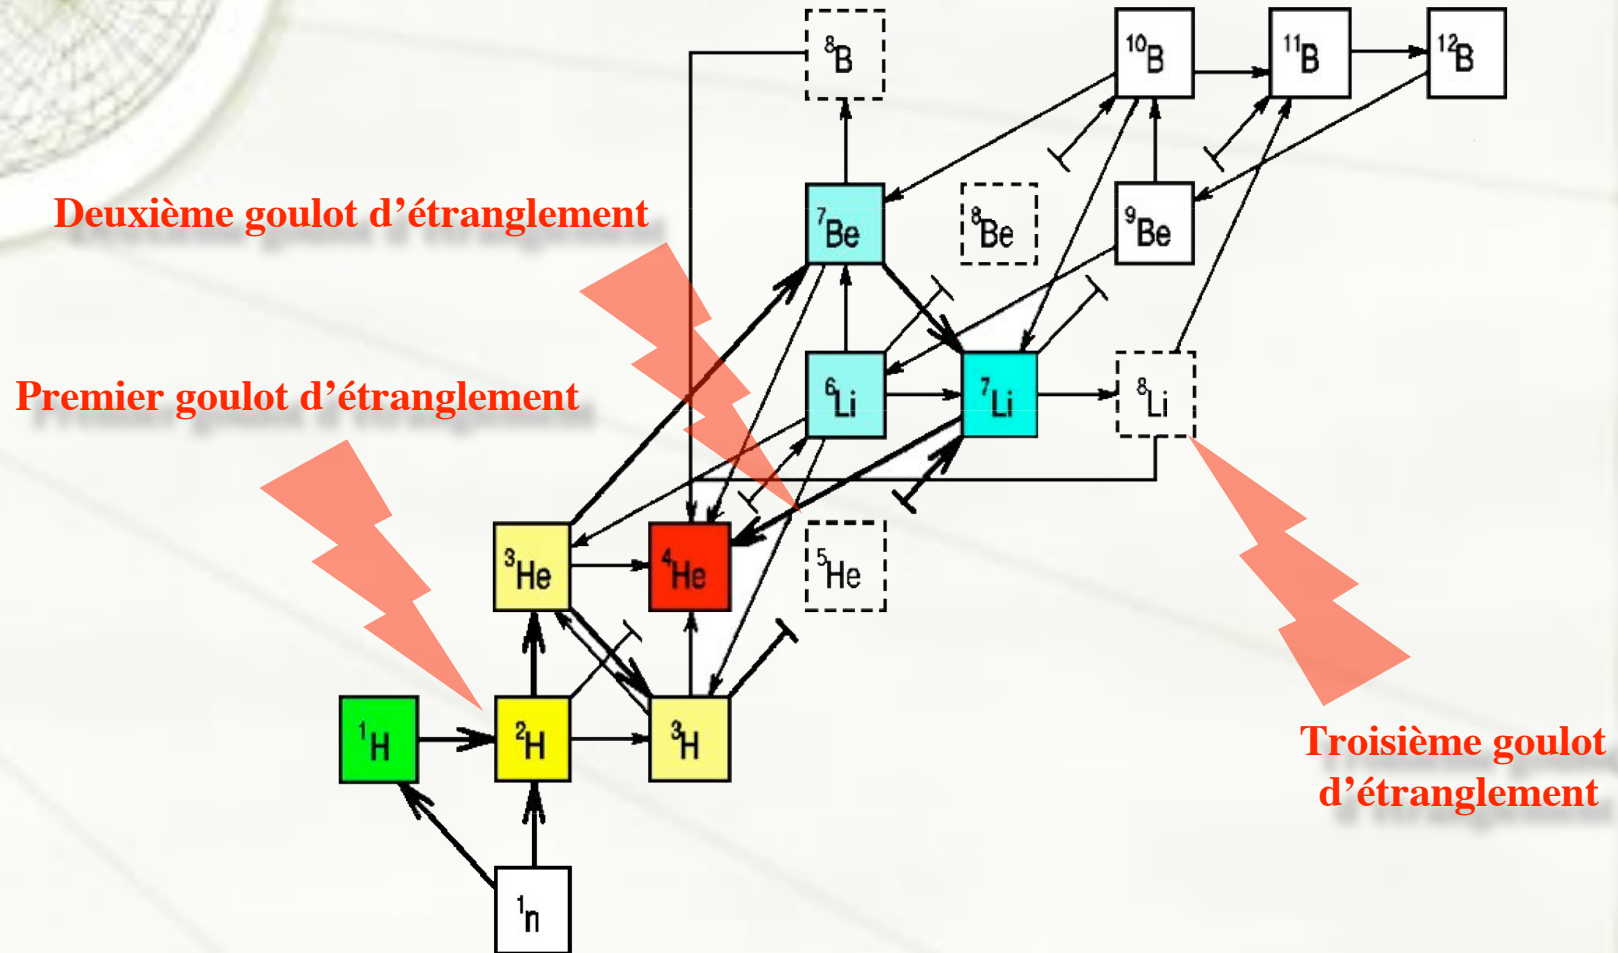 ⁸B
¹⁰B
¹¹B
¹²B
Deuxième goulot d’étranglement
⁷Be
⁸Be
⁹Be
Premier goulot d’étranglement
⁶Li
⁷Li
⁸Li
³He
⁴He
⁵He
¹H
²H
³H
Troisième goulot
d’étranglement
¹n